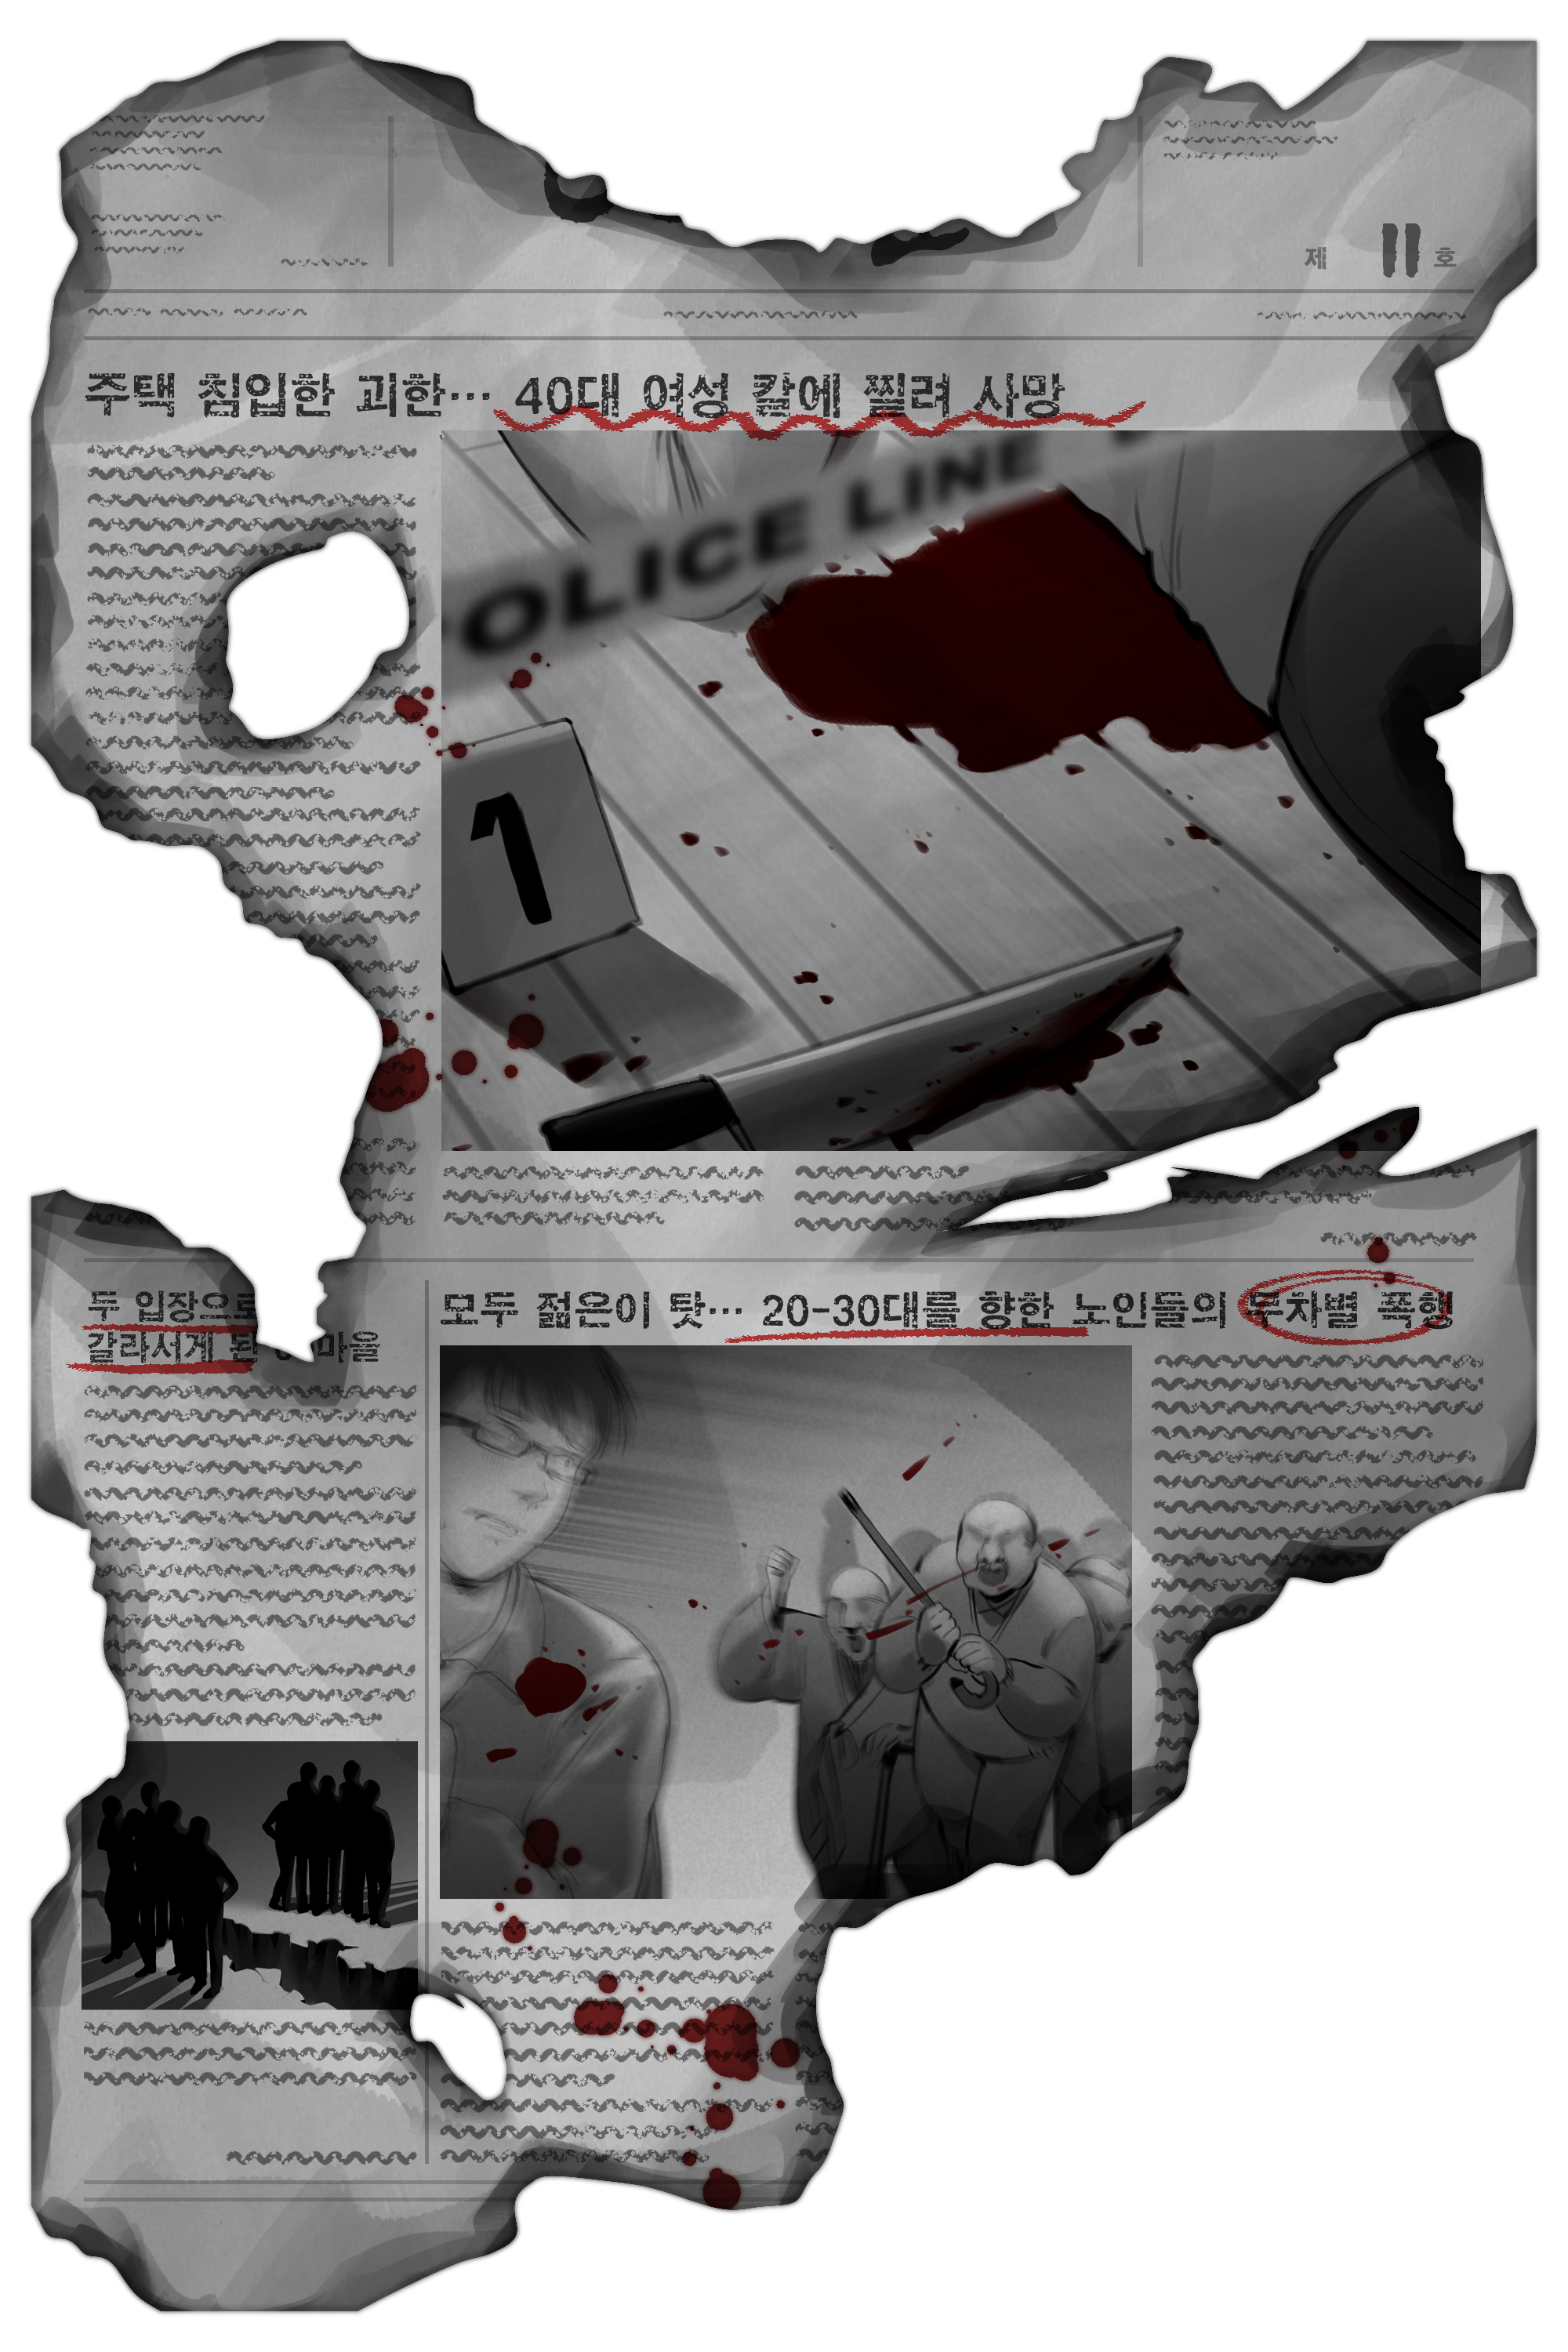 제 11 호
주택 침입한 괴한… 40대 여성 칼에 찔려 사망
OLICE LINE
1
두 입장으로
갈라서게 된 마을
모두 젊은이 탓… 20-30대를 향한 노인들의 무차별 폭행